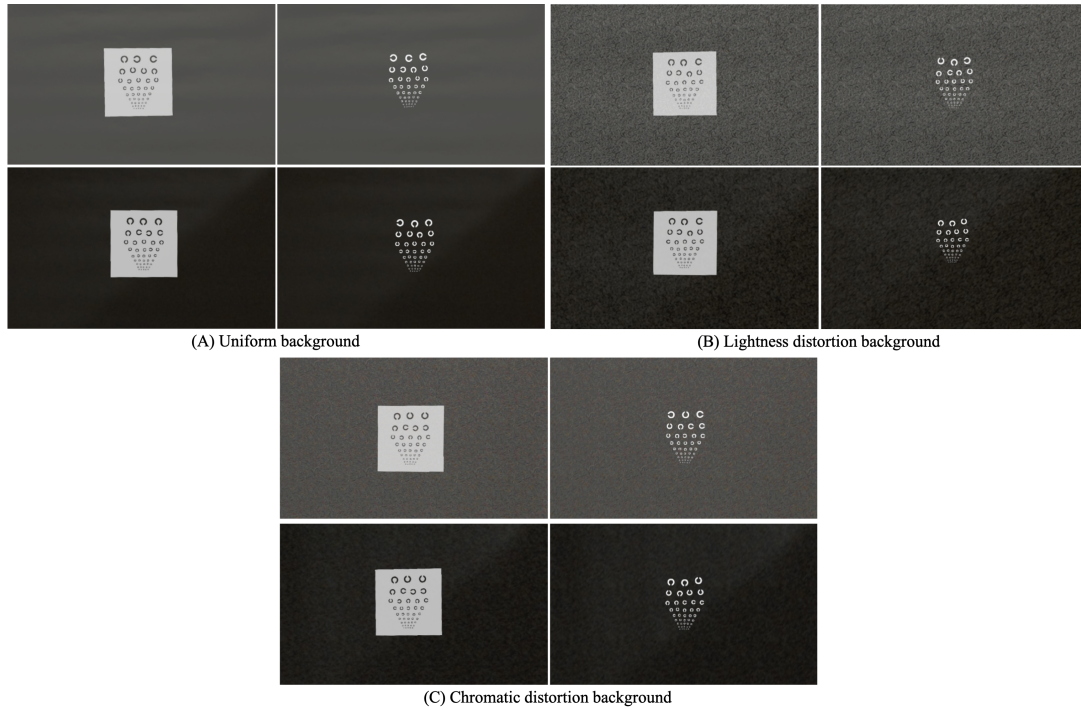 (A) Uniform background
(B) Lightness distortion background
(C) Chromatic distortion background